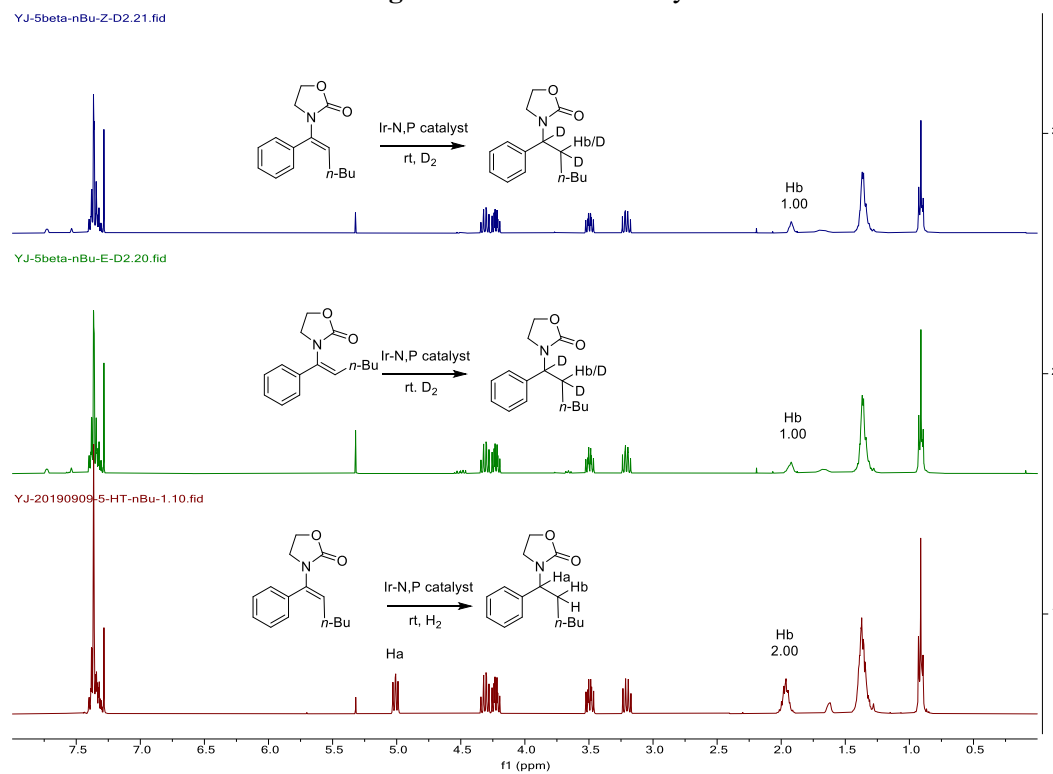 YJ-5beta-nBu-Z-D2.21.fid
O
N
O
n-Bu
Ir-N,P catalyst
rt, D2
O
N
O
D
Hb/D
D
n-Bu
Hb
1.00
3
YJ-5beta-nBu-E-D2.20.fid
O
N
O
n-Bu
Ir-N,P catalyst
rt. D2
O
N
O
D
Hb/D
D
n-Bu
Hb
1.00
2
YJ-20190909-5-HT-nBu-1.10.fid
O
N
O
n-Bu
Ir-N,P catalyst
rt, H2
O
N
O
Ha
Hb
H
n-Bu
Ha
Hb
2.00
7.5 7.0 6.5 6.0 5.5 5.0 4.5 4.0 3.5 3.0 2.5 2.0 1.5 1.0 0.5
f1 (ppm)